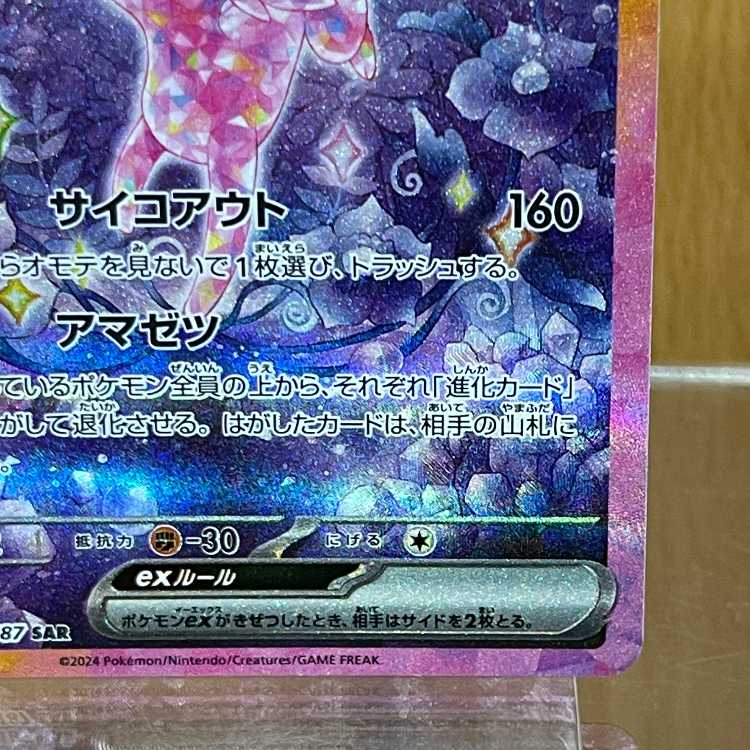 サイコアウト 160
らオモテを見ないで1枚選び、トラッシュする。
アマゼツ
ているポケモン全員の上から、それぞれ「進化カード」
がして退化させる。はがしたカードは、相手の山札に
。
抵抗力 -30 にげる
exルール
ポケモンexがきぜつしたとき、相手はサイドを2枚とる。
87 SAR
©2024 Pokémon/Nintendo/Creatures/GAME FREAK